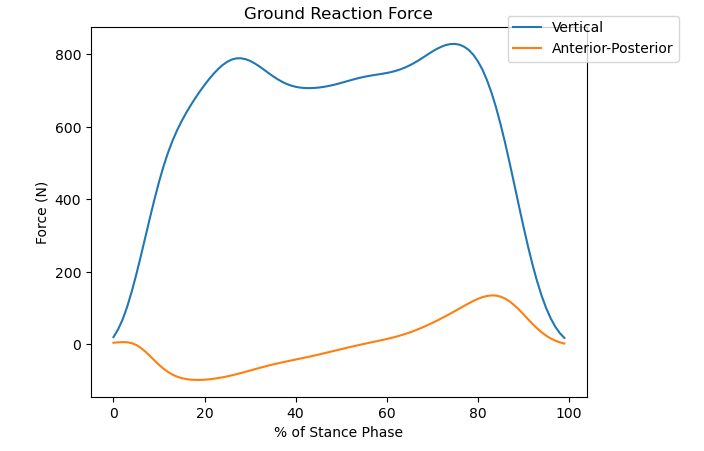 Ground Reaction Force
Vertical
Anterior-Posterior
800
600
400
200
0
Force (N)
0 20 40 60 80 100
% of Stance Phase